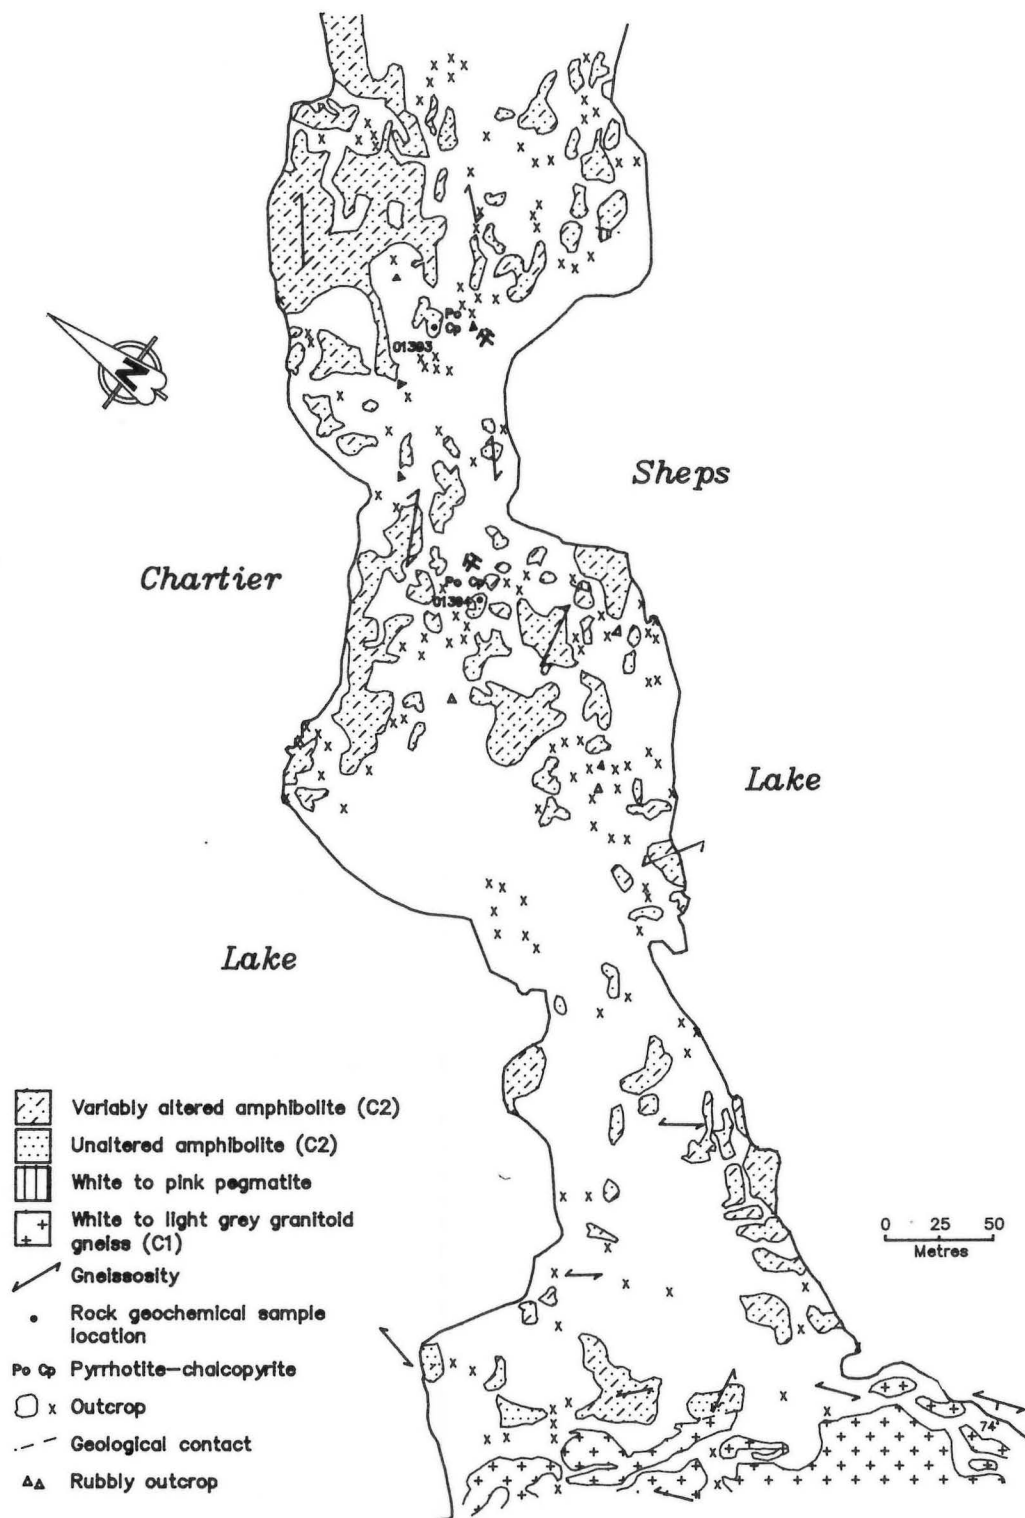 Po
Cp
01393
Sheps
Chartier
Po Cp
01394
Lake
Lake
Variably altered amphibolite (C2)
Unaltered amphibolite (C2)
White to pink pegmatite
White to light grey granitoid
gneiss (C1)
Gneissosity
Rock geochemical sample
location
Po Cp Pyrrhotite-chalcopyrite
x Outcrop
Geological contact
Rubbly outcrop
N
0 25 50
Metres
74°